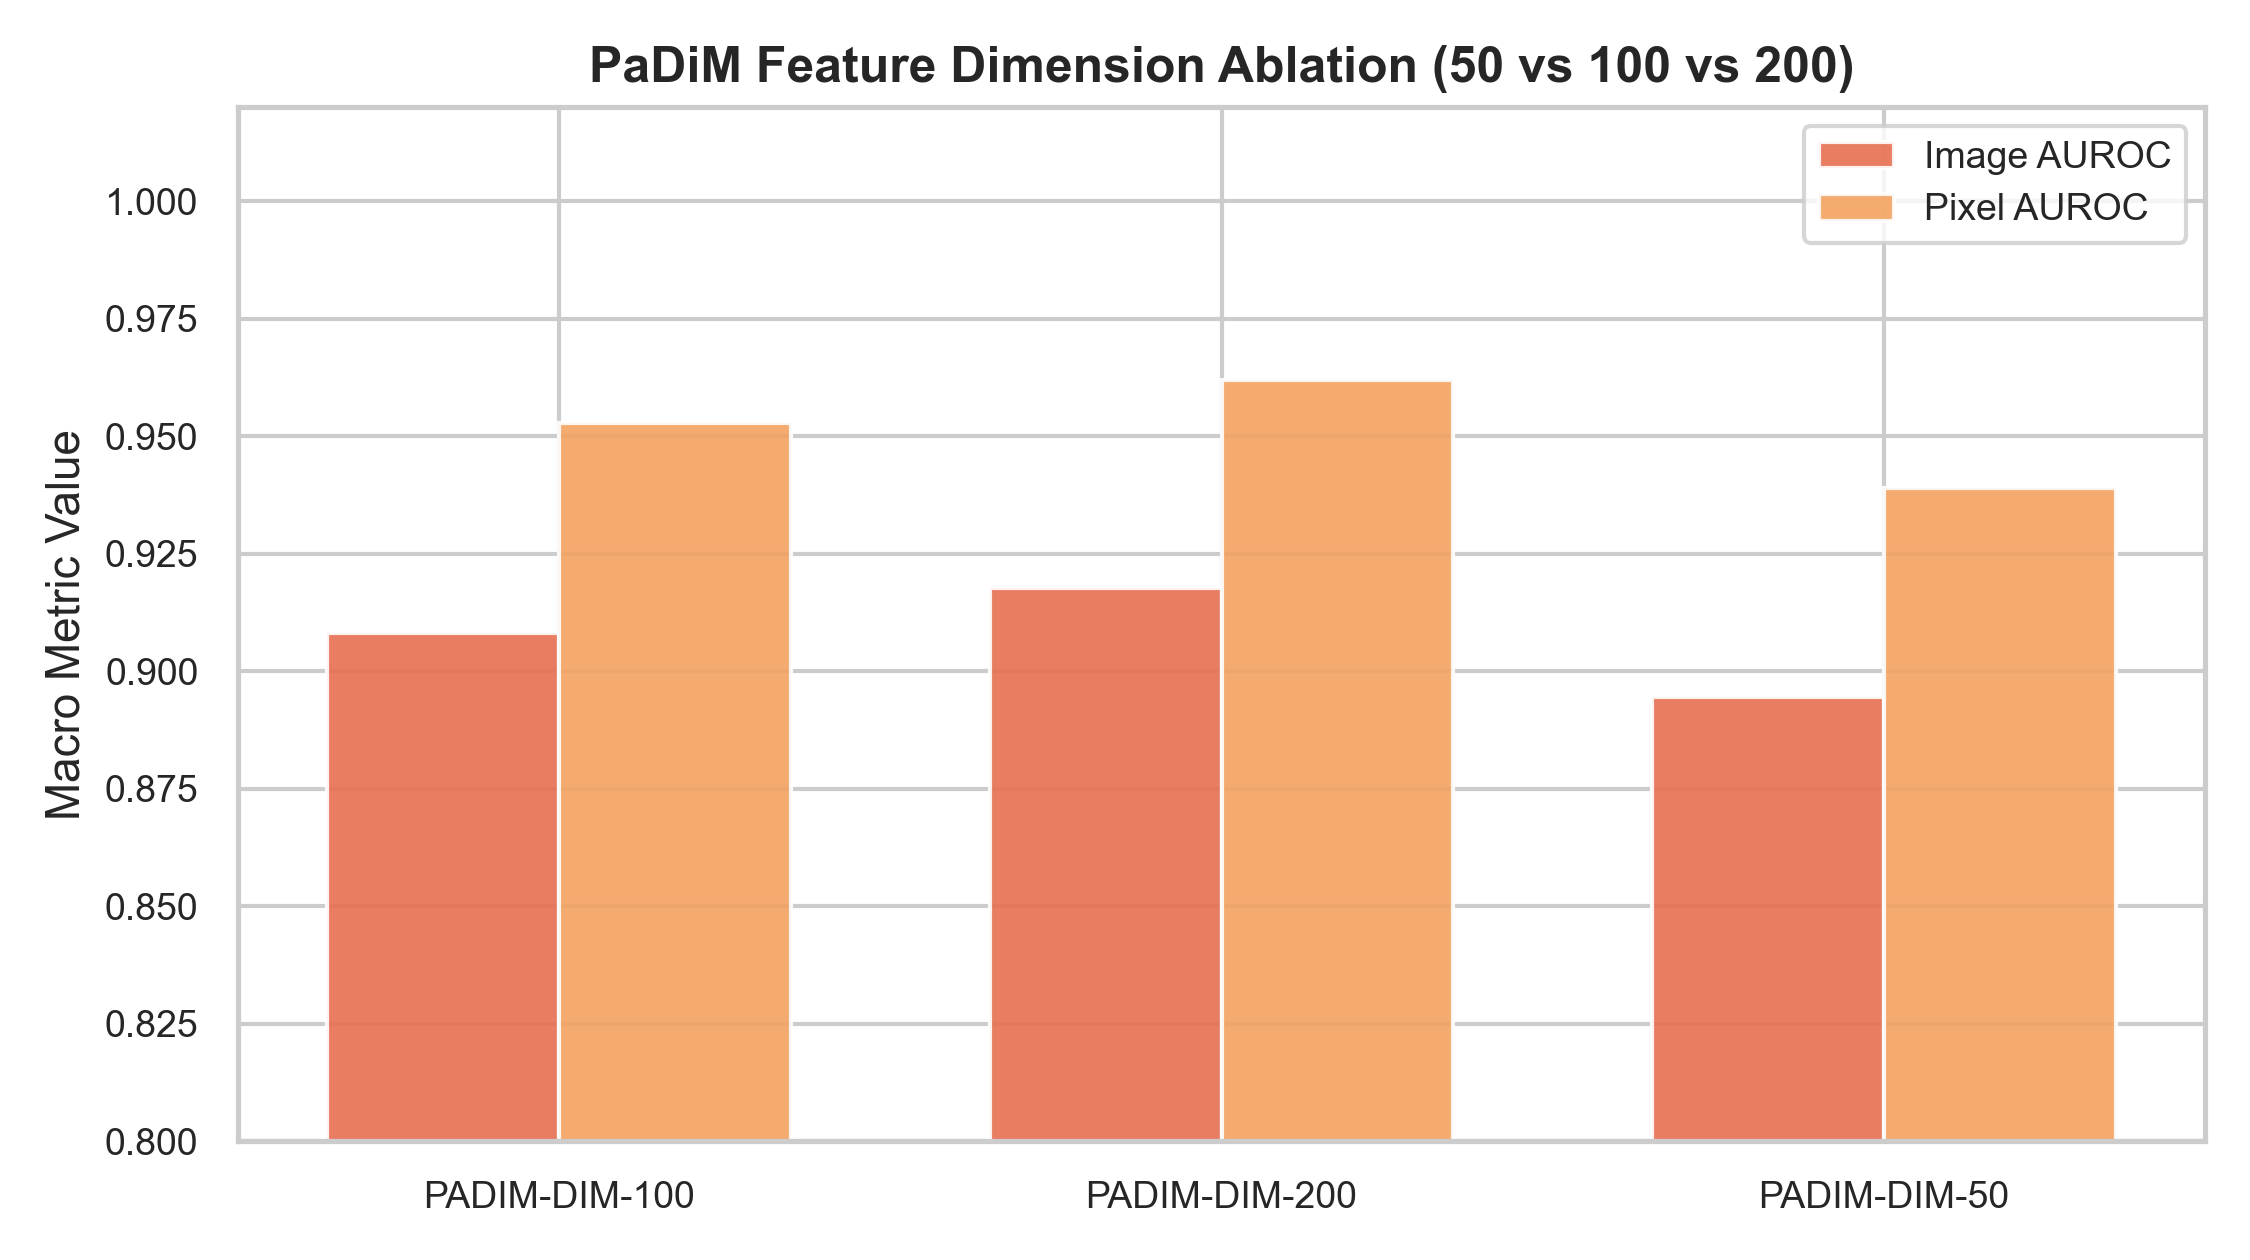 PaDiM Feature Dimension Ablation (50 vs 100 vs 200)
Image AUROC
Pixel AUROC
Macro Metric Value
1.000
0.975
0.950
0.925
0.900
0.875
0.850
0.825
0.800
PADIM-DIM-100
PADIM-DIM-200
PADIM-DIM-50